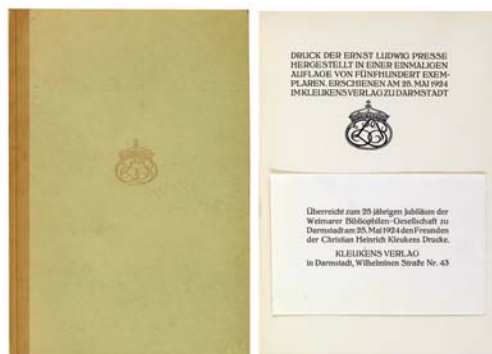 DRUCK DER ERNST LUDWIG PRESSE
HERGESTELLT IN EINER EINMALIGEN
AUFLAGE VON FÜNFHUNDERT EXEM-
PLAREN. ERSCHIENEN AM 25. MAI 1924
IM KLEUKENSVERLAG ZU DARMSTADT
Überreicht zum 25 jährigen Jubiläum der
Weimarer Bibliophilen-Gesellschaft zu
Darmstadt am 25. Mai 1924 den Freunden
der Christian Heinrich Kleukens Drucke.
KLEUKENS VERLAG
in Darmstadt, Wilhelminen Straße Nr. 43